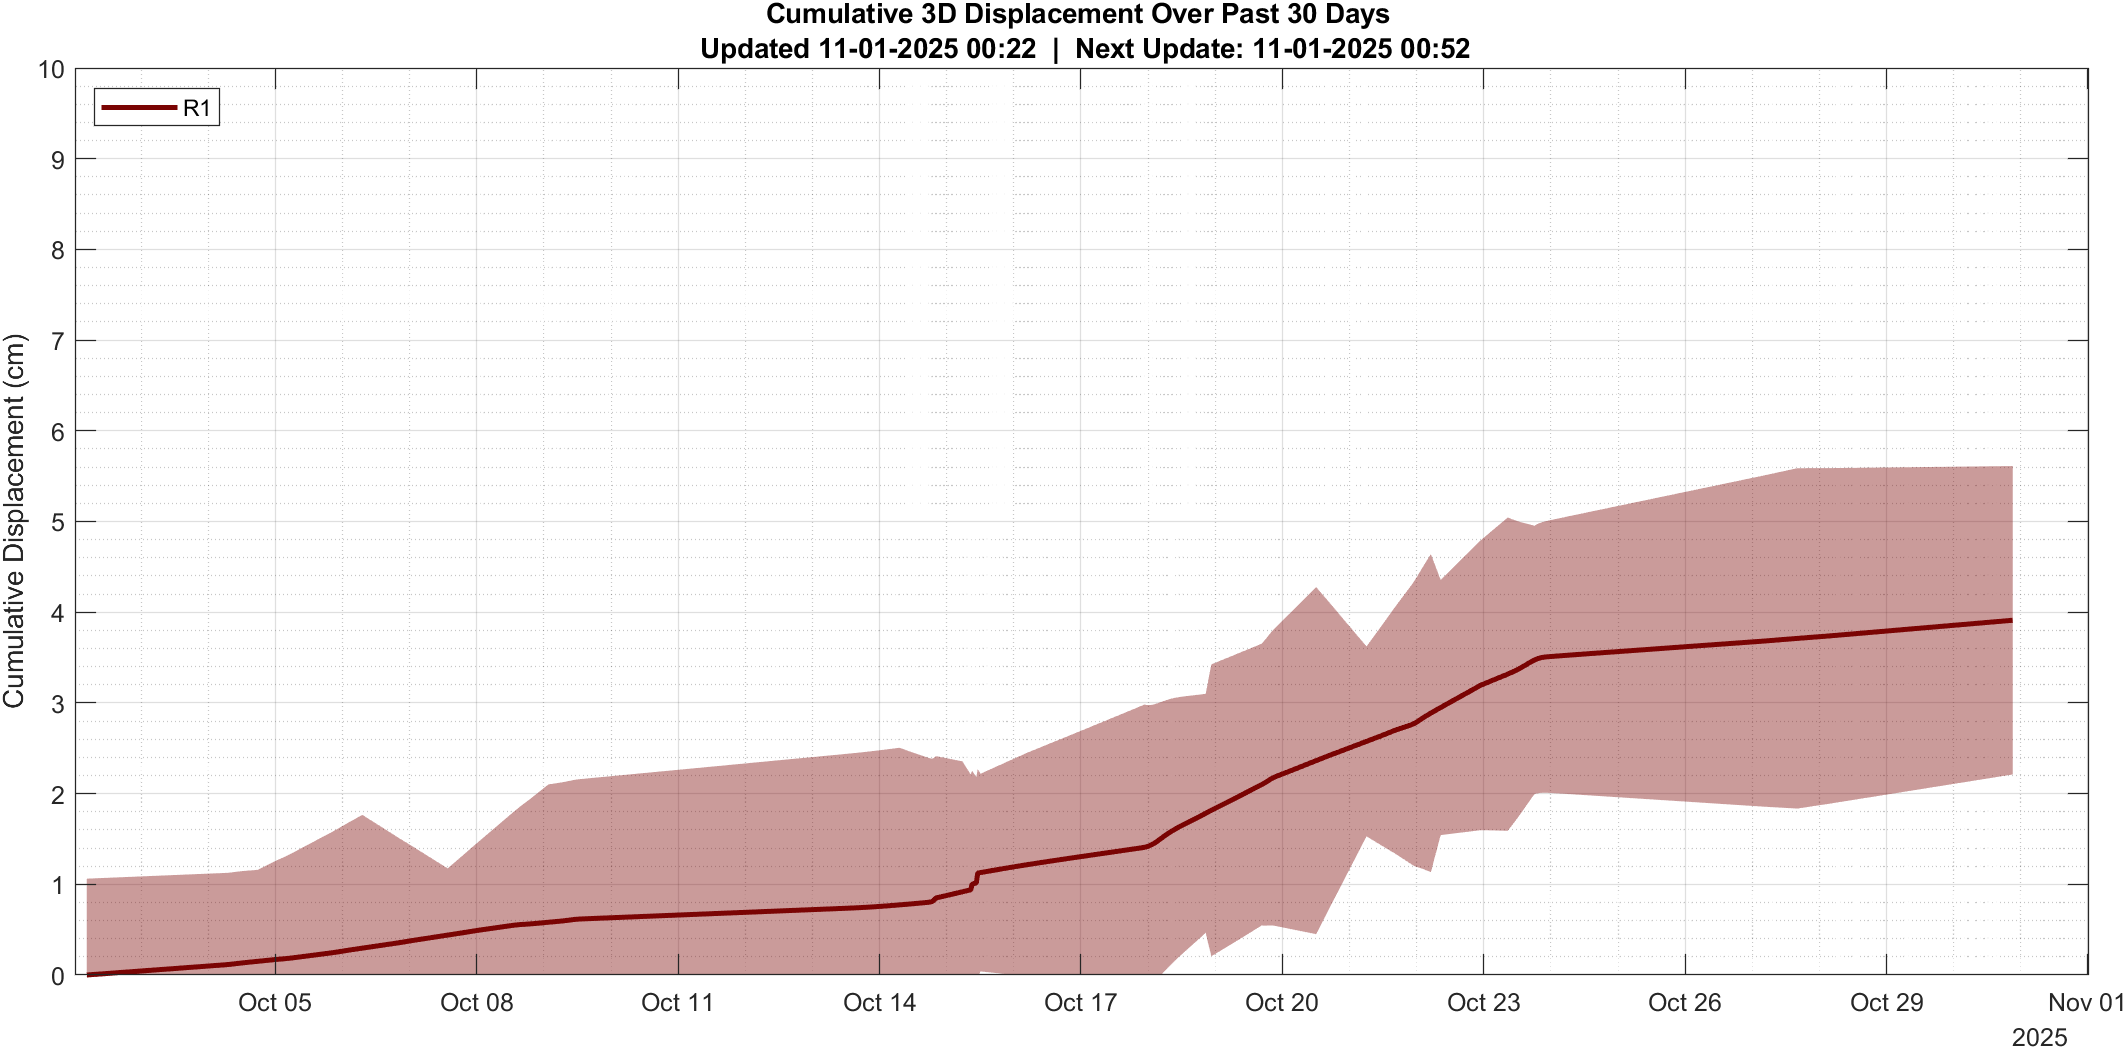 Cumulative 3D Displacement Over Past 30 Days
Updated 11-01-2025 00:22 | Next Update: 11-01-2025 00:52
R1
Cumulative Displacement (cm)
10
9
8
7
6
5
4
3
2
1
0
Oct 05 Oct 08 Oct 11 Oct 14 Oct 17 Oct 20 Oct 23 Oct 26 Oct 29 Nov 01
2025